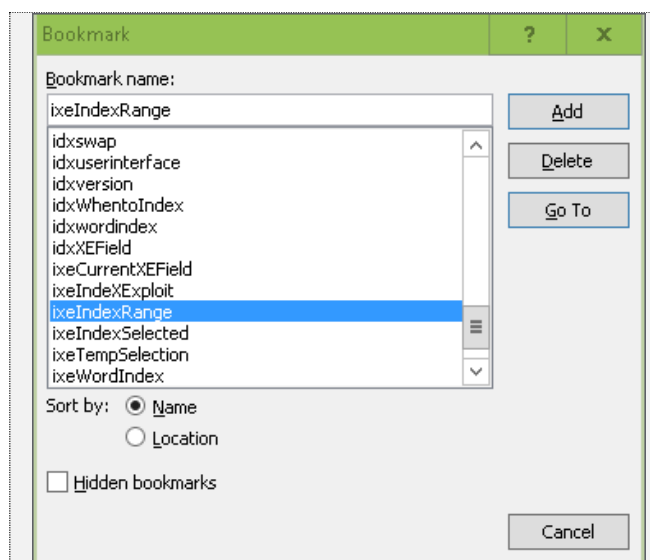 Bookmark ? x
Bookmark name:
ixeIndexRange
Add
idxswap
idxuserinterface
idxversion
idxWhentoIndex
idxwordindex
idxXEField
ixeCurrentXEField
ixeIndeXExploit
ixeIndexRange
ixeIndexSelected
ixeTempSelection
ixeWordIndex
Delete
Go To
Sort by: Name
Location
Hidden bookmarks
Cancel